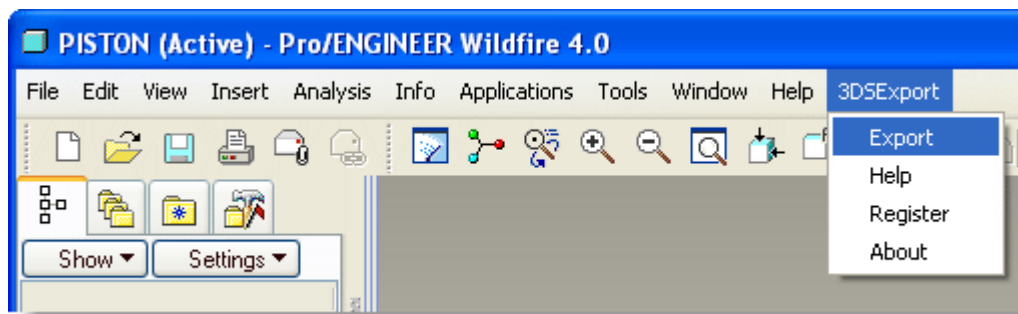 PISTON (Active) - Pro/ENGINEER Wildfire 4.0
File Edit View Insert Analysis Info Applications Tools Window Help 3DSExport
Export
Help
Register
About
Show Settings